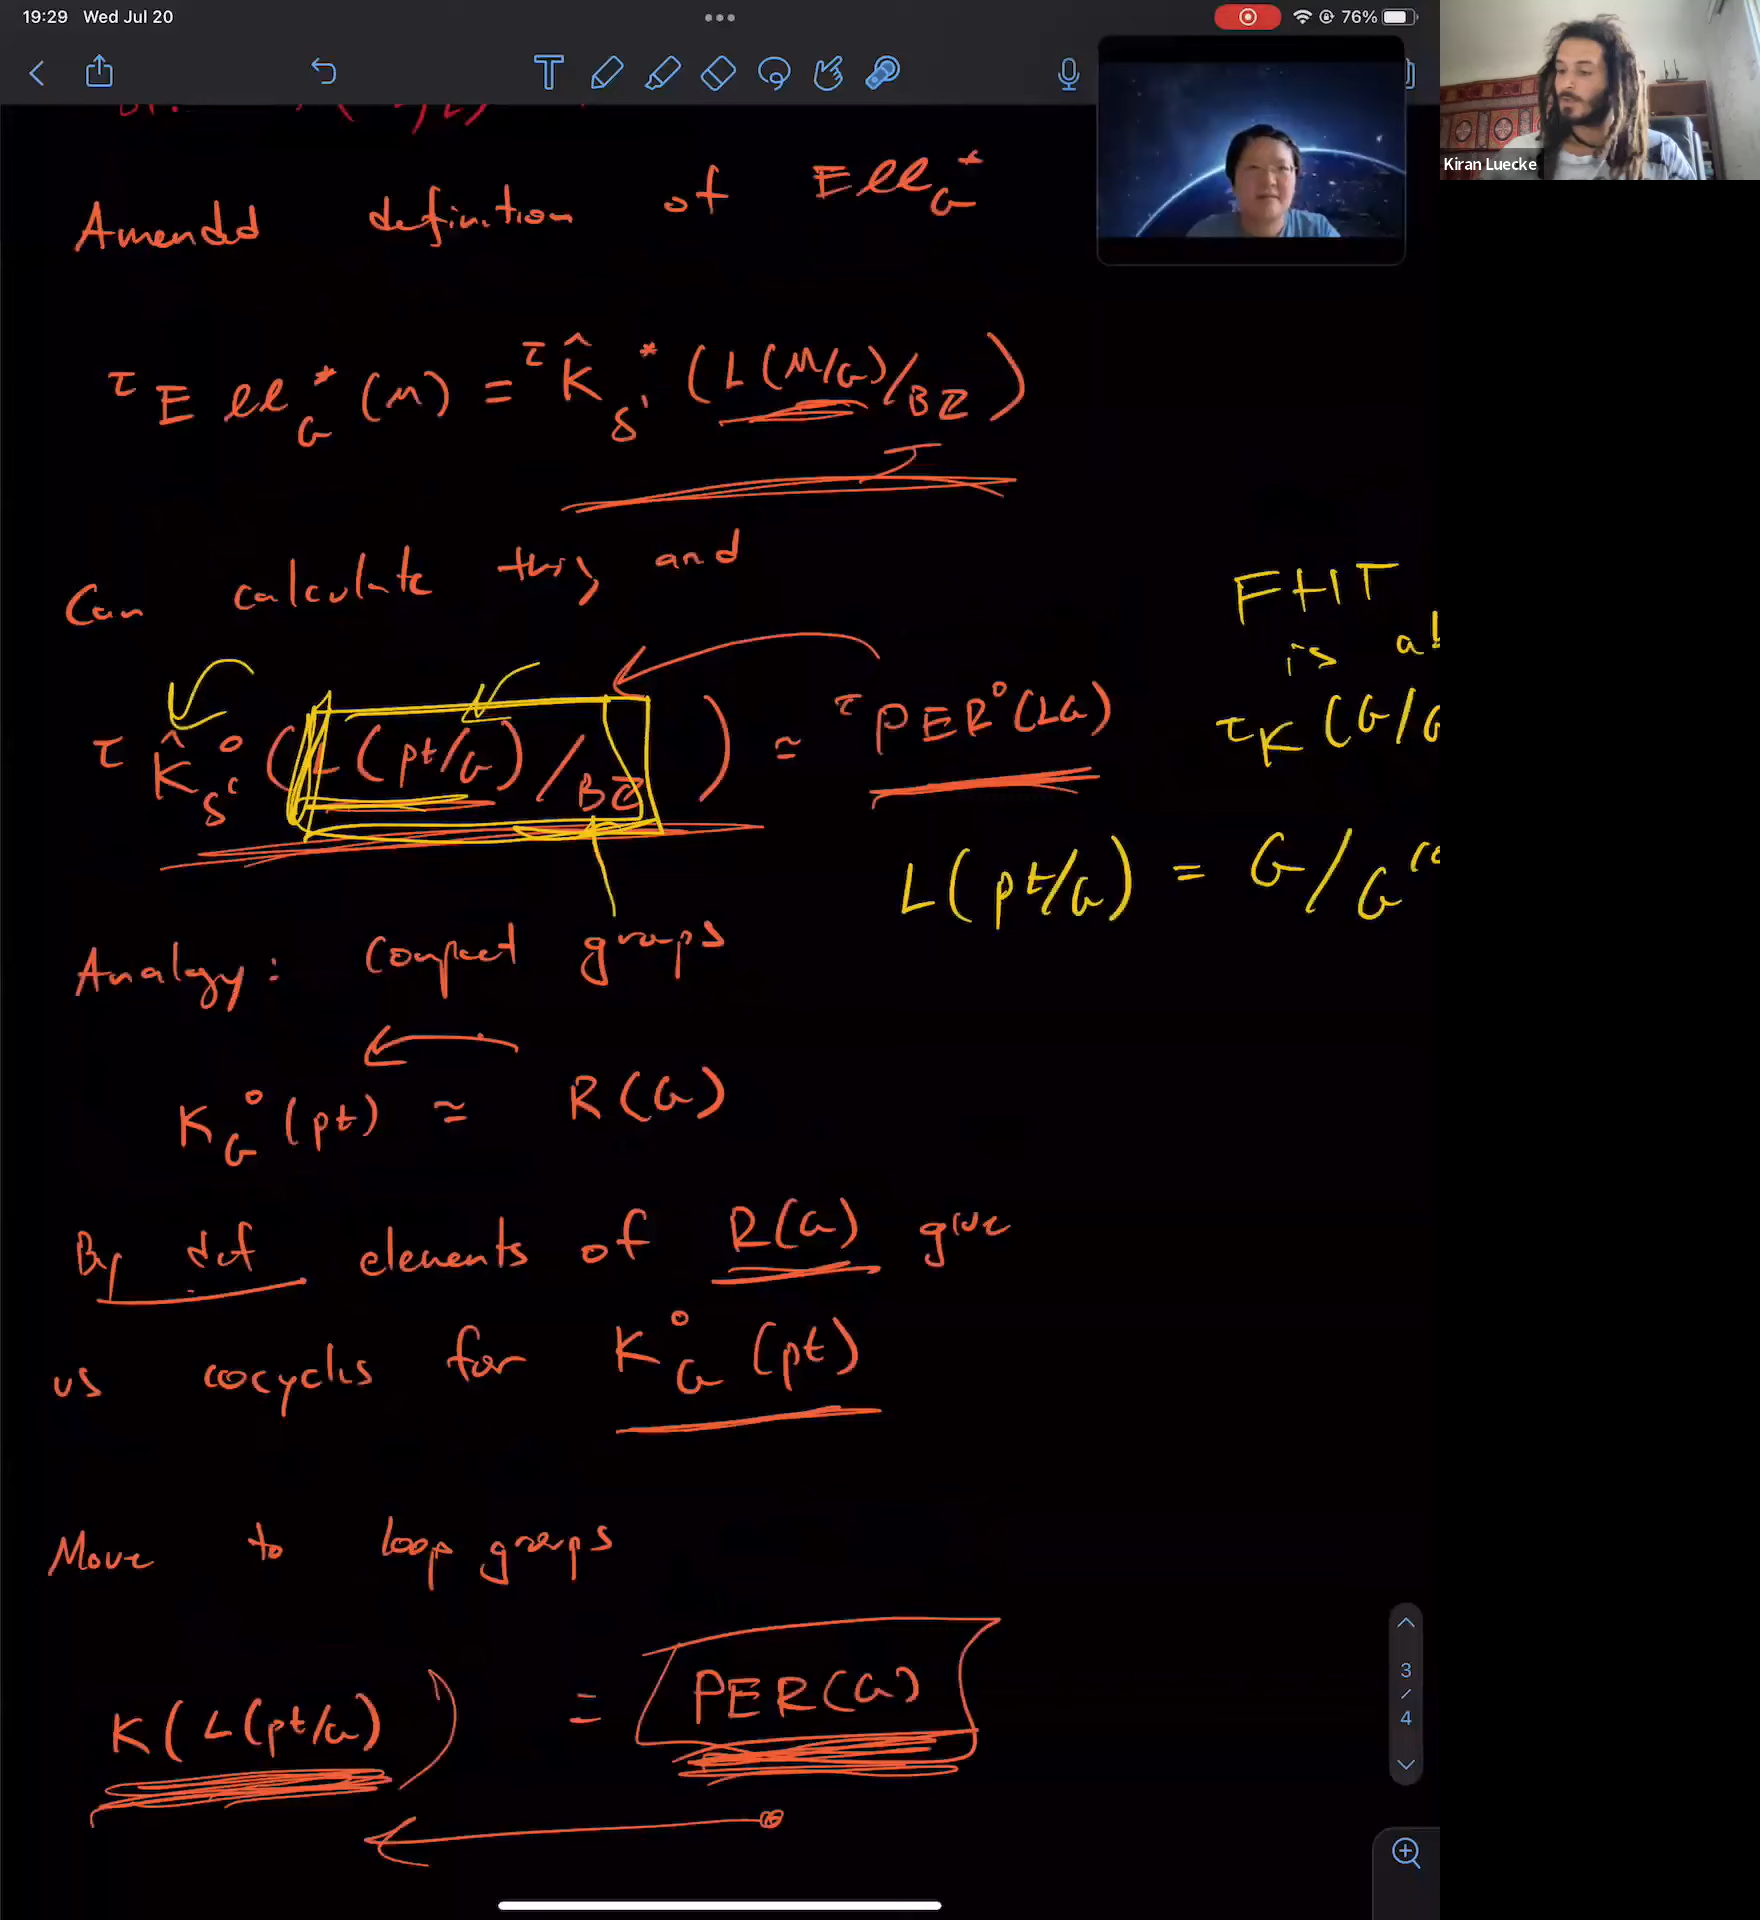 19:29 Wed Jul 20
76%
Kiran Luecke
Amended definition of Ell_G^*
^τEll_G^*(M) = ^τK̂_{S^1}^*(L(M/G)/BZ)
Can calculate this, and
^τK̂_{S^1}^0(L(pt/G)/BZ) ≃ ^τPER^0(LG)
FHT
is a
^τK(G/G
L(pt/G) = G/G
Analogy: compact groups
K_G^0(pt) ≃ R(G)
By def elements of R(G) give
us cocycles for K_G^0(pt)
Move to loop groups
K(L(pt/G)) = PER(G)
3
/
4